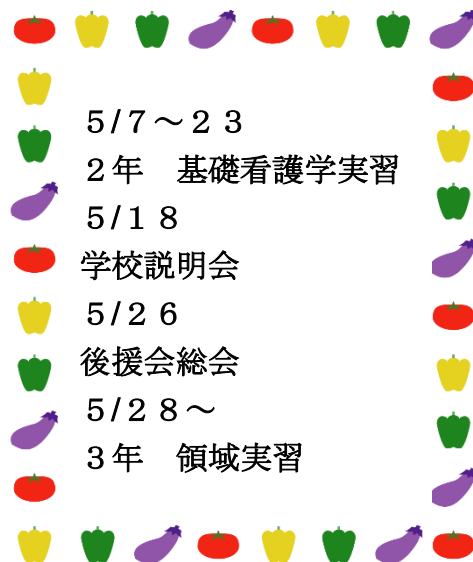 ５/７～２３
２年　基礎看護学実習
５/１８
学校説明会
５/２６
後援会総会
５/２８～
３年　領域実習